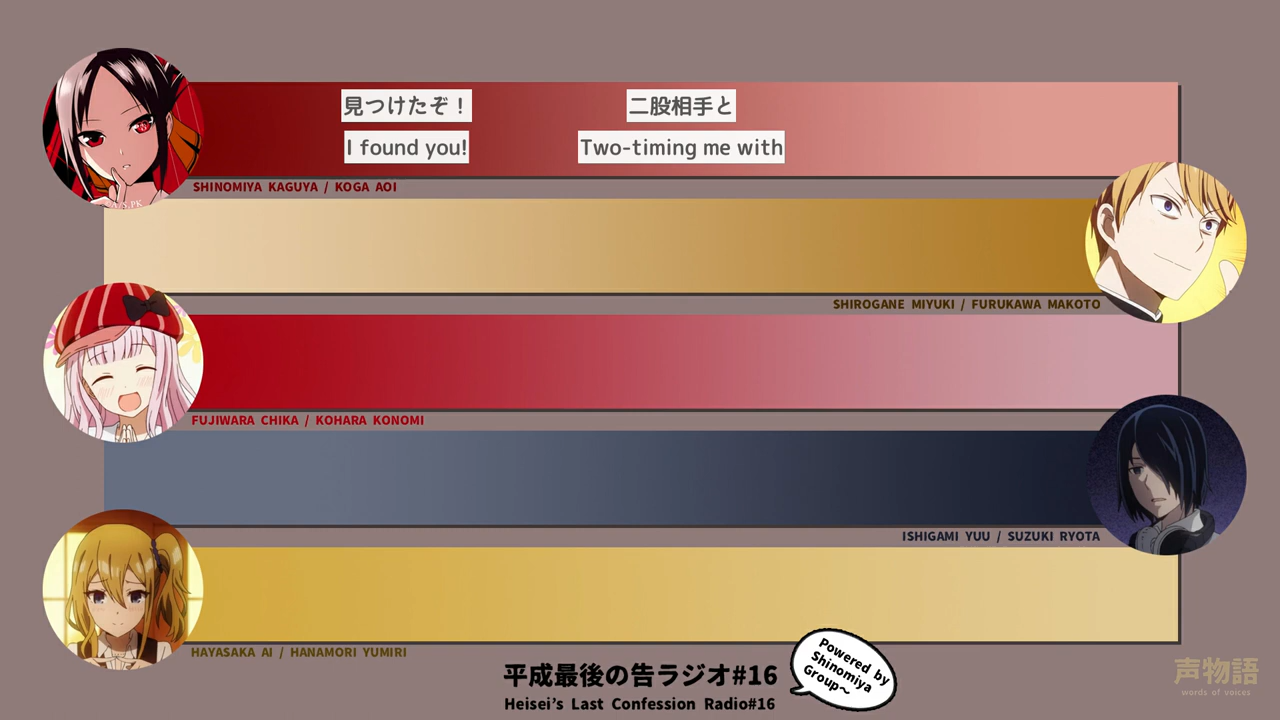 見つけたぞ！
二股相手と
I found you!
Two-timing me with
SHINOMIYA KAGUYA / KOGA AOI
SHIROGANE MIYUKI / FURUKAWA MAKOTO
FUJIWARA CHIKA / KOHARA KONOMI
ISHIGAMI YUU / SUZUKI RYOTA
HAYASAKA AI / HANAMORI YUMIRI
平成最後の告ラジオ#16
Heisei's Last Confession Radio#16
Powered by
Shinomiya
Group～
声物語
words of voices